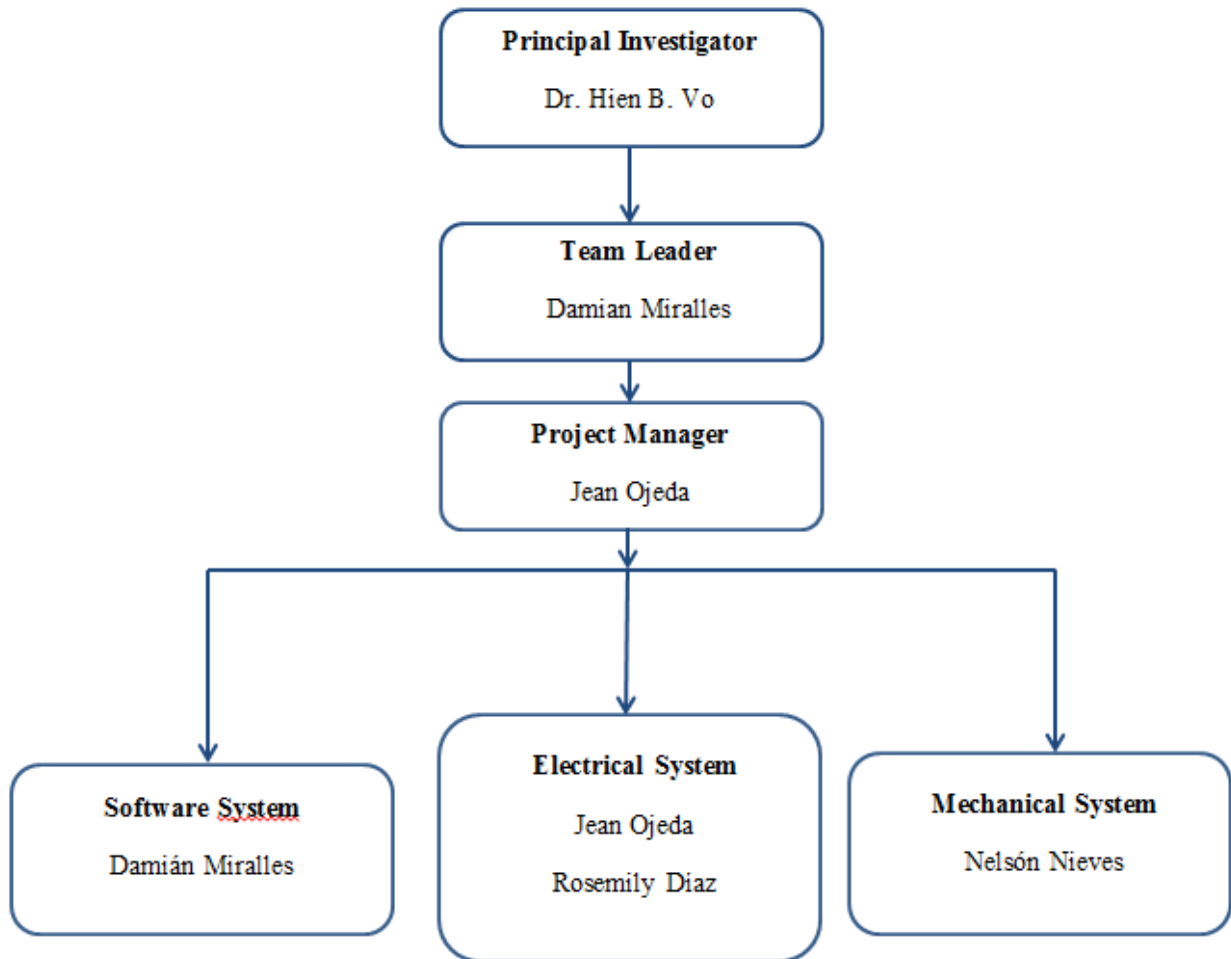 Principal Investigator
Dr. Hien B. Vo
Team Leader
Damian Miralles
Project Manager
Jean Ojeda
Software System
Damián Miralles
Electrical System
Jean Ojeda
Rosemily Diaz
Mechanical System
Nelsón Nieves